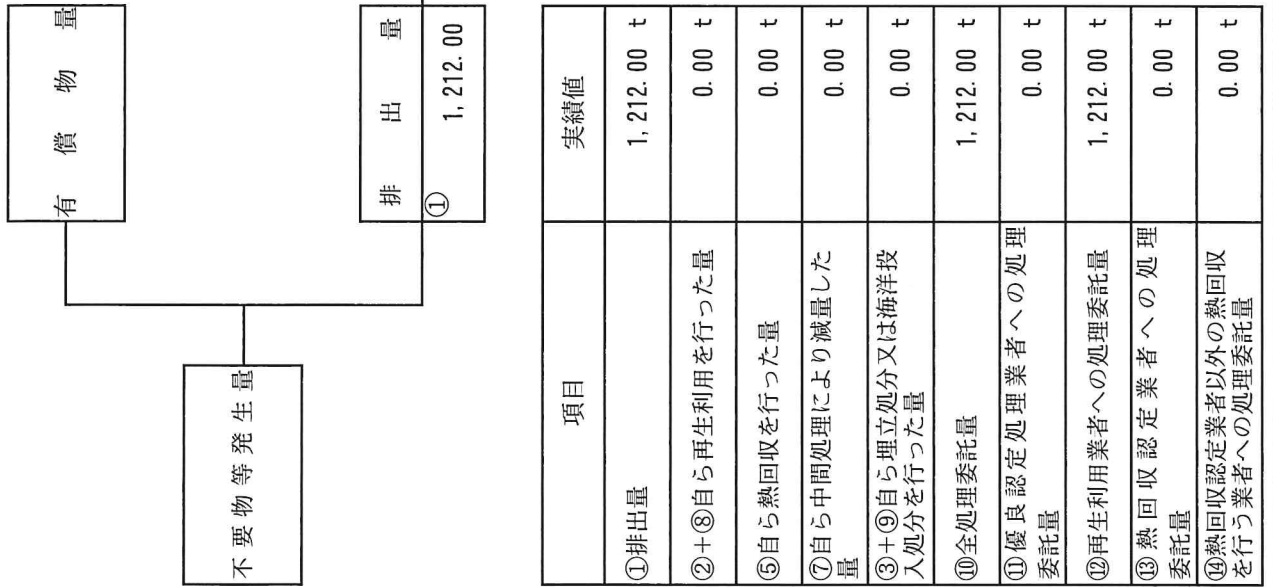 有償物量
不要物等発生量
排出量
①
1,212.00
項目 実績値
①排出量 1,212.00 t
②+⑧自ら再生利用を行った量 0.00 t
⑤自ら熱回収を行った量 0.00 t
⑦自ら中間処理により減量した
量 0.00 t
③+⑨自ら埋立処分又は海洋投
入処分を行った量 0.00 t
⑩全処理委託量 1,212.00 t
⑪優良認定処理業者への処理
委託量 0.00 t
⑫再生利用業者への処理委託量 1,212.00 t
⑬熱回収認定業者への処理
委託量 0.00 t
⑭熱回収認定業者以外の熱回収
を行う業者への処理委託量 0.00 t